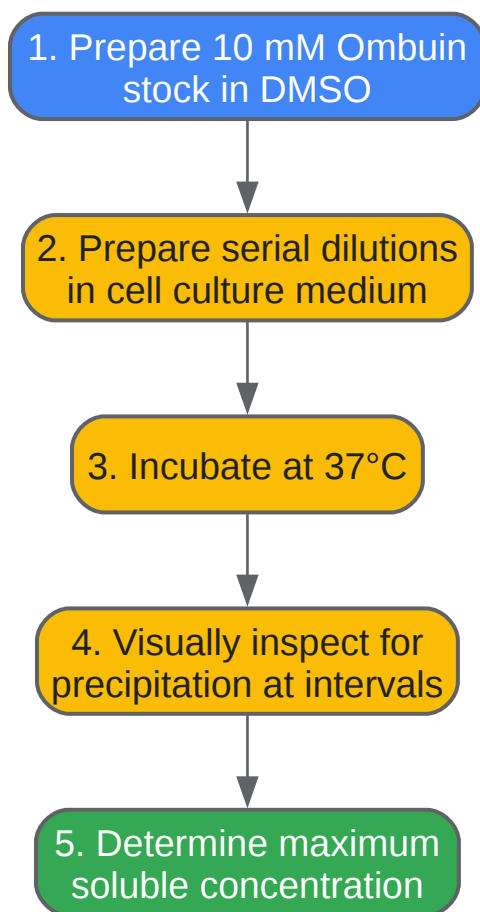 1. Prepare 10 mM Ombuin
stock in DMSO
2. Prepare serial dilutions
in cell culture medium
3. Incubate at 37°C
4. Visually inspect for
precipitation at intervals
5. Determine maximum
soluble concentration